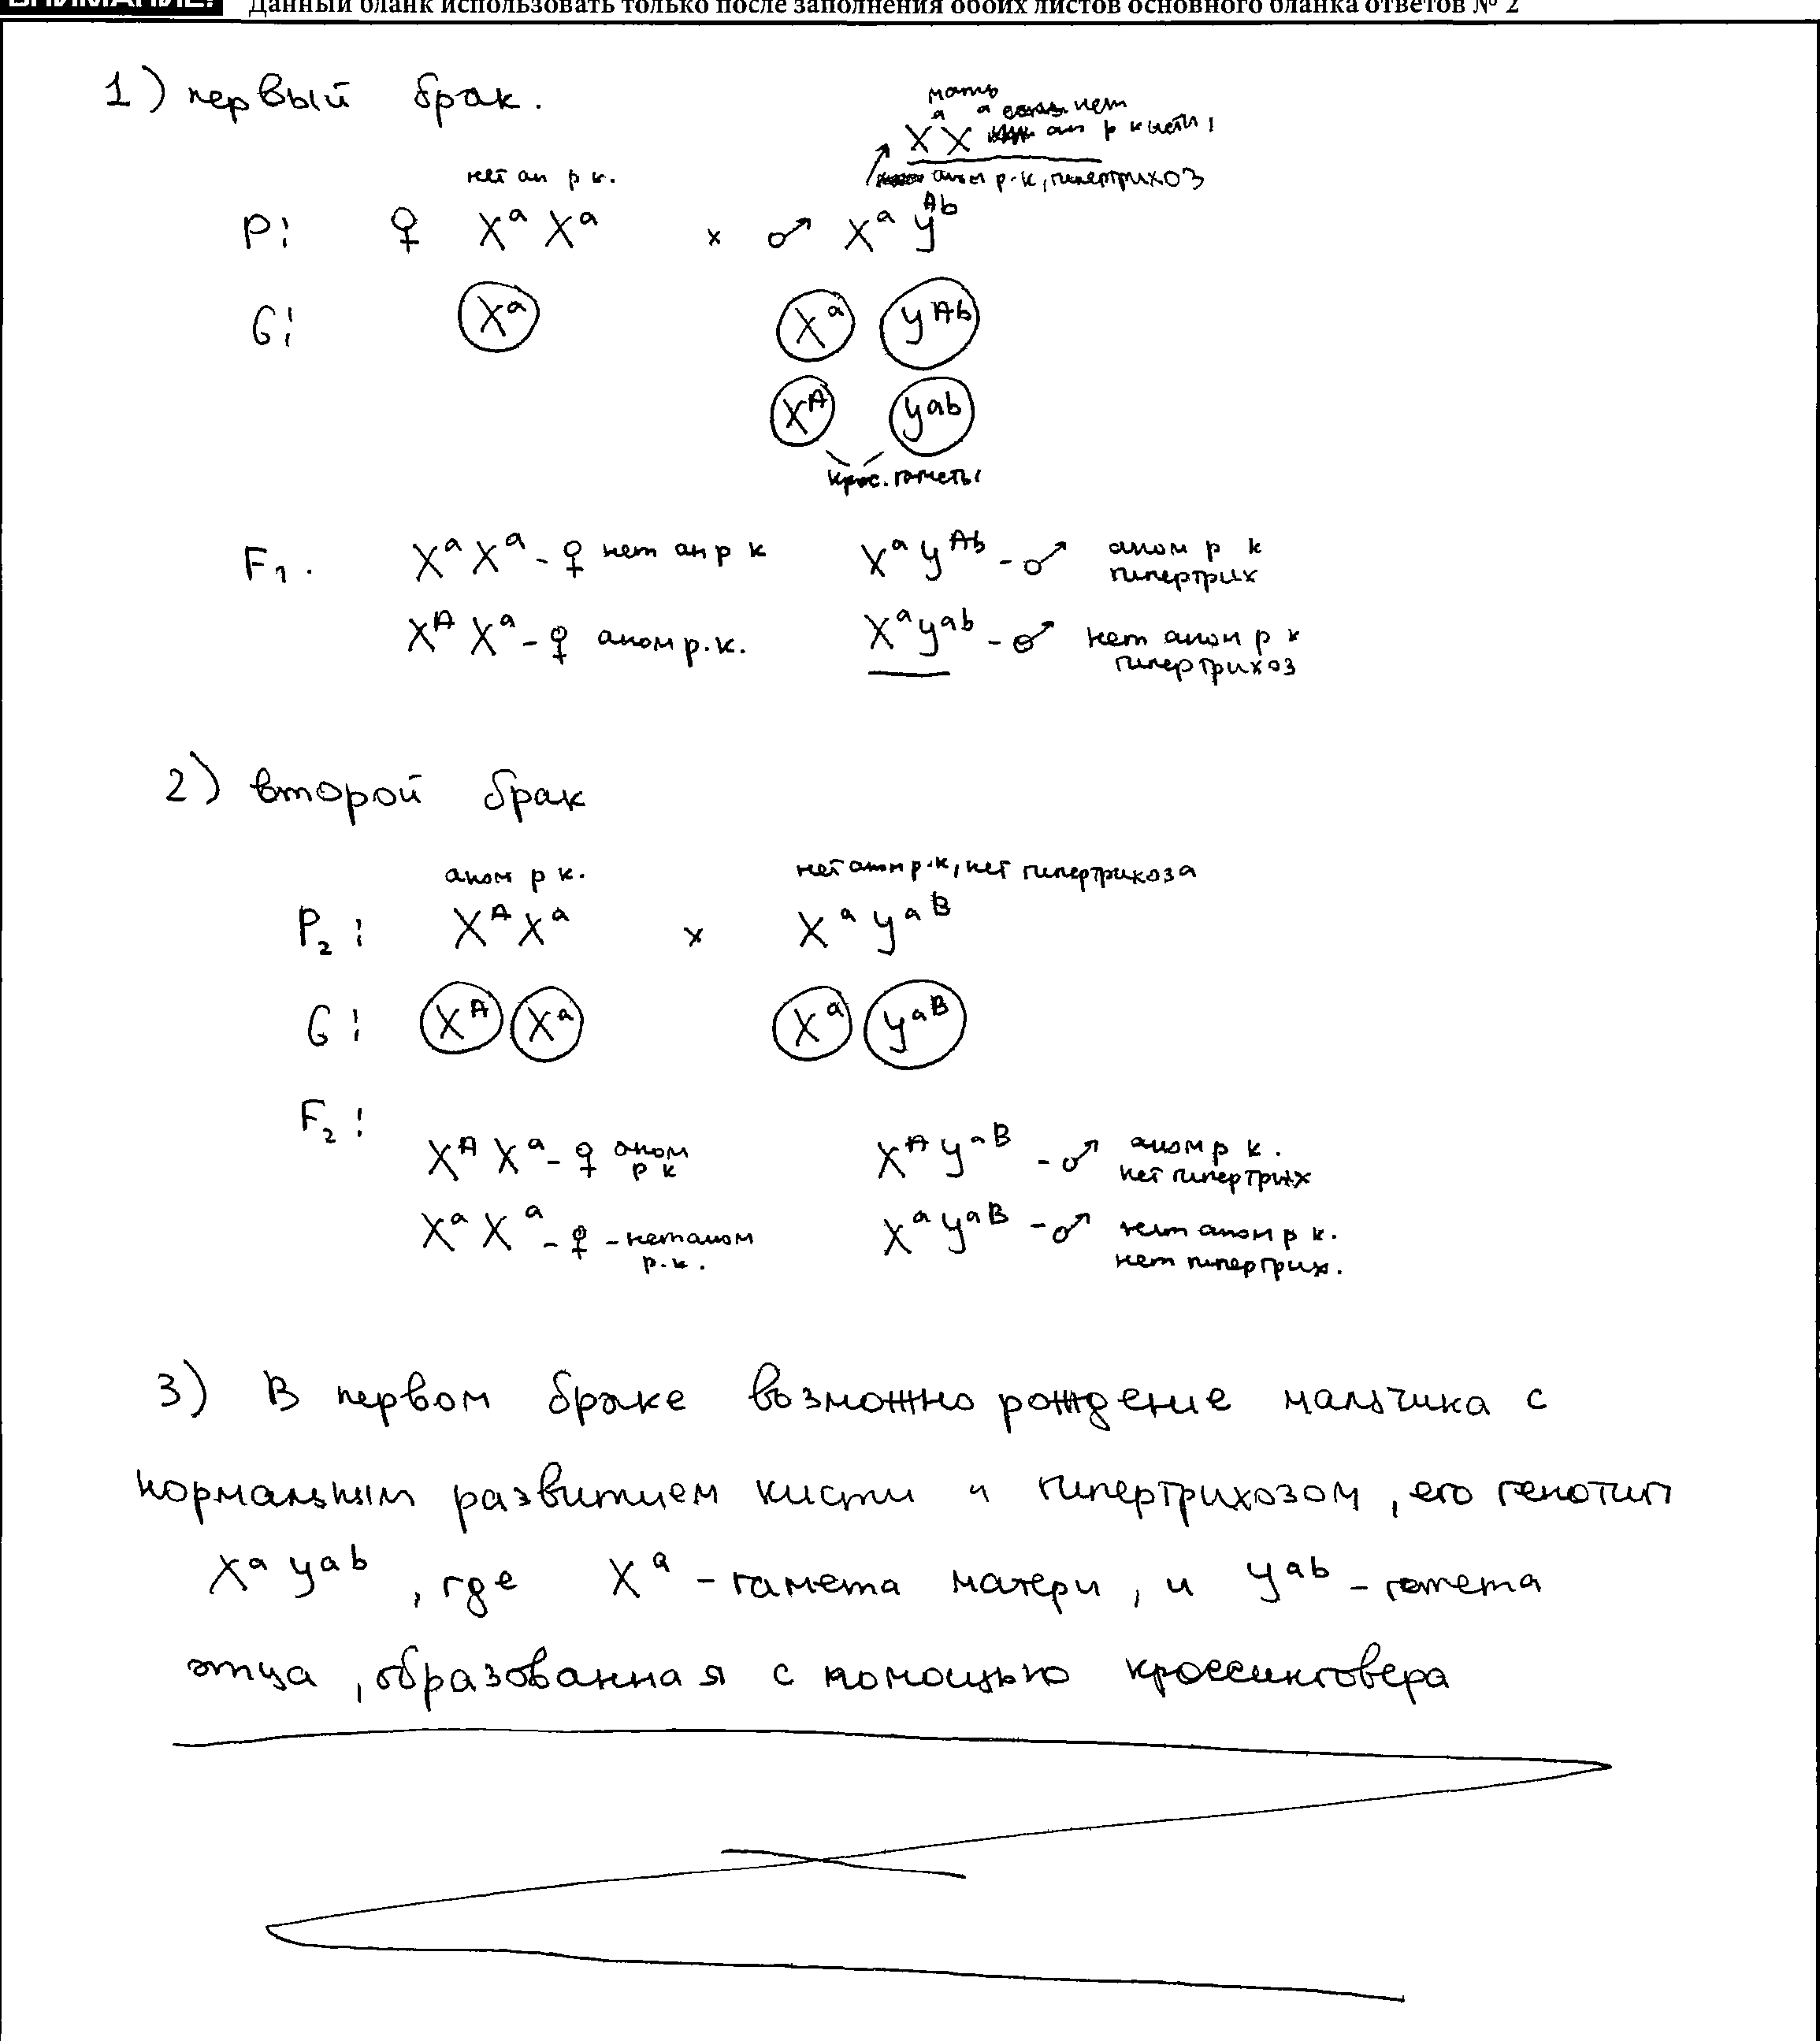 ВНИМАНИЕ! Данный бланк использовать только после заполнения обоих листов основного бланка ответов № 2
1) первый брак.
мать
X^a X^a нет ан р кисти,
нет ан р к. аном р.к, гипертрихоз
P: ♀ X^a X^a × ♂ X^a y^Ab
G: X^a X^a y^Ab
X^A y^ab
крос. гаметы
F₁. X^a X^a - ♀ нет ан р к X^a y^Ab - ♂ аном р к гипертрих
X^A X^a - ♀ аном р.к. X^a y^ab - ♂ нет аном р к гипертрихоз
2) второй брак
аном р к. нет аном р.к, нет гипертрихоза
P₂: X^A X^a × X^a y^aB
G: X^A X^a X^a y^aB
F₂:
X^A X^a - ♀ аном р к X^A y^aB - ♂ аном р к. нет гипертрих
X^a X^a - ♀ - нет аном р.к. X^a y^aB - ♂ нет аном р к. нет гипертрих.
3) В первом браке возможно рождение мальчика с
нормальным развитием кисти и гипертрихозом, его генотип
X^a y^ab, где X^a - гамета матери, и y^ab - гамета
отца, образованная с помощью кроссинговера